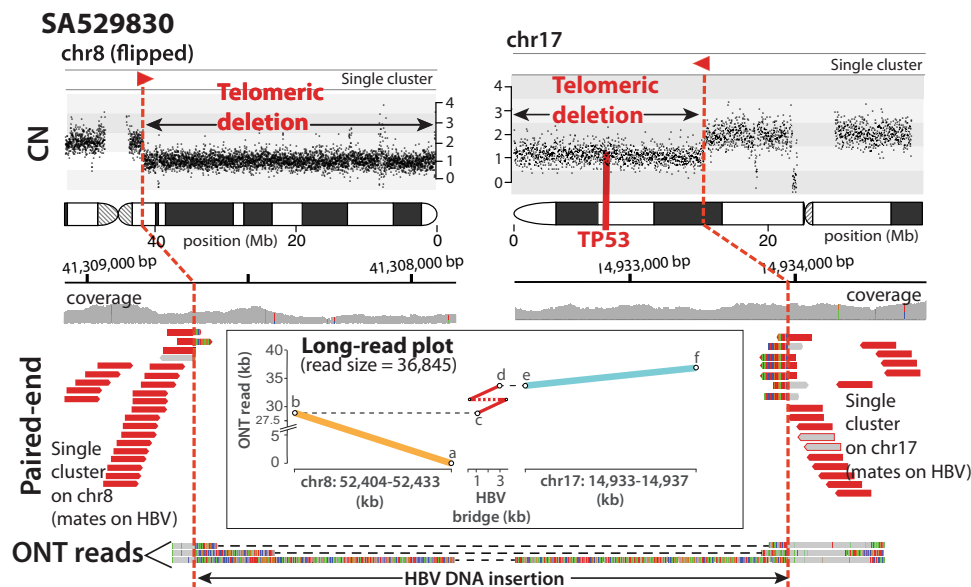 SA529830
chr8 (flipped)
chr17
Single cluster
Single cluster
CN
Telomeric
deletion
4
3
2
1
0
4
3
2
1
0
Telomeric
deletion
40
position (Mb)
20
0
0
TP53
20
position (Mb)
41,309,000 bp
41,308,000 bp
14,933,000 bp
14,934,000 bp
coverage
coverage
Paired-end
Single
cluster
on chr8
(mates on HBV)
Long-read plot
(read size = 36,845)
ONT read (kb)
40
35
30
27.5
5
0
a
b
c
d
e
f
chr8: 52,404-52,433
(kb)
1 3
HBV
bridge (kb)
chr17: 14,933-14,937
(kb)
Single
cluster
on chr17
(mates on HBV)
ONT reads
HBV DNA insertion